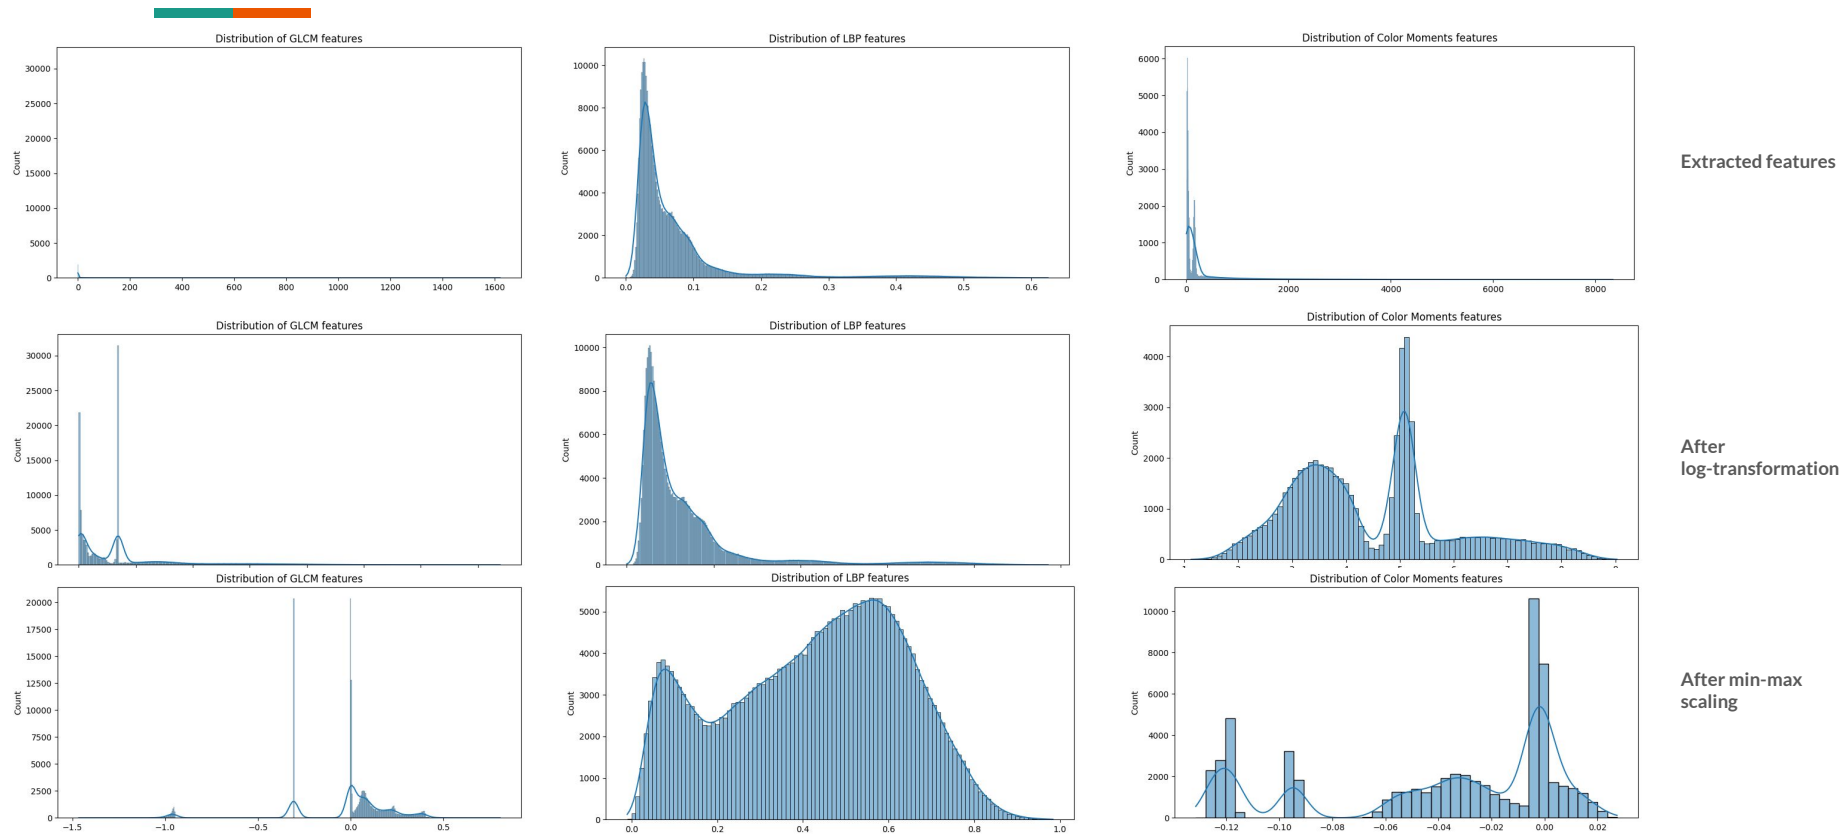 Distribution of GLCM features
Count
30000
25000
20000
15000
10000
5000
0
0 200 400 600 800 1000 1200 1400 1600
Distribution of LBP features
Count
10000
8000
6000
4000
2000
0
0.0 0.1 0.2 0.3 0.4 0.5 0.6
Distribution of Color Moments features
Count
6000
5000
4000
3000
2000
1000
0
0 2000 4000 6000 8000
Extracted features
Distribution of GLCM features
Count
30000
25000
20000
15000
10000
5000
0
Distribution of LBP features
Count
10000
8000
6000
4000
2000
0
Distribution of Color Moments features
Count
4000
3000
2000
1000
0
After
log-transformation
Distribution of GLCM features
Count
20000
17500
15000
12500
10000
7500
5000
2500
0
−1.5 −1.0 −0.5 0.0 0.5
Distribution of LBP features
Count
5000
4000
3000
2000
1000
0
0.0 0.2 0.4 0.6 0.8 1.0
Distribution of Color Moments features
Count
10000
8000
6000
4000
2000
0
−0.12 −0.10 −0.08 −0.06 −0.04 −0.02 0.00 0.02
After min-max
scaling